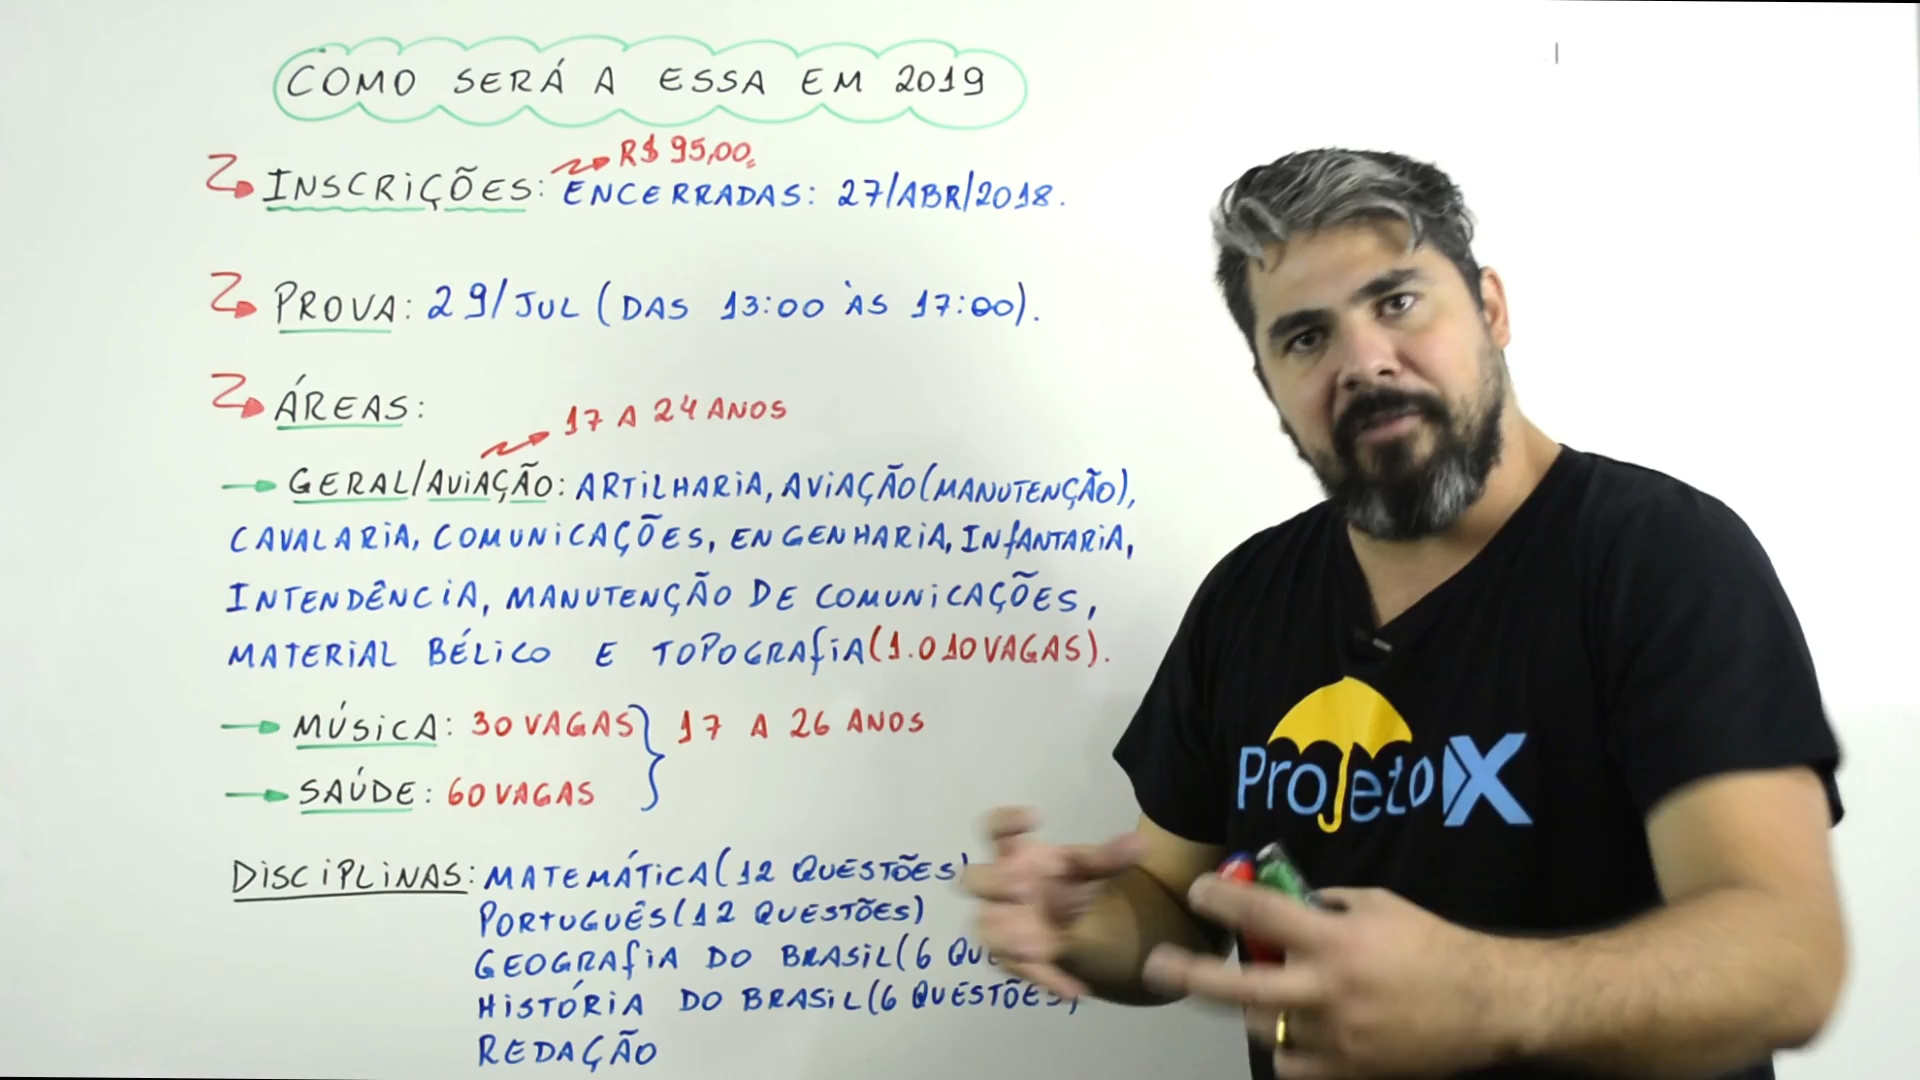 COMO SERÁ A ESSA EM 2019
R$ 95,00
INSCRIÇÕES: ENCERRADAS: 27/ABR/2018.
PROVA: 29/JUL (DAS 13:00 ÀS 17:00).
ÁREAS:
17 A 24 ANOS
GERAL/AVIAÇÃO: ARTILHARIA, AVIAÇÃO (MANUTENÇÃO),
CAVALARIA, COMUNICAÇÕES, ENGENHARIA, INFANTARIA,
INTENDÊNCIA, MANUTENÇÃO DE COMUNICAÇÕES,
MATERIAL BÉLICO E TOPOGRAFIA (1.010 VAGAS).
MÚSICA: 30 VAGAS
17 A 26 ANOS
SAÚDE: 60 VAGAS
DISCIPLINAS: MATEMÁTICA (12 QUESTÕES)
PORTUGUÊS (12 QUESTÕES)
GEOGRAFIA DO BRASIL (6
HISTÓRIA DO BRASIL (6 QUESTÕES)
REDAÇÃO
Projeto X